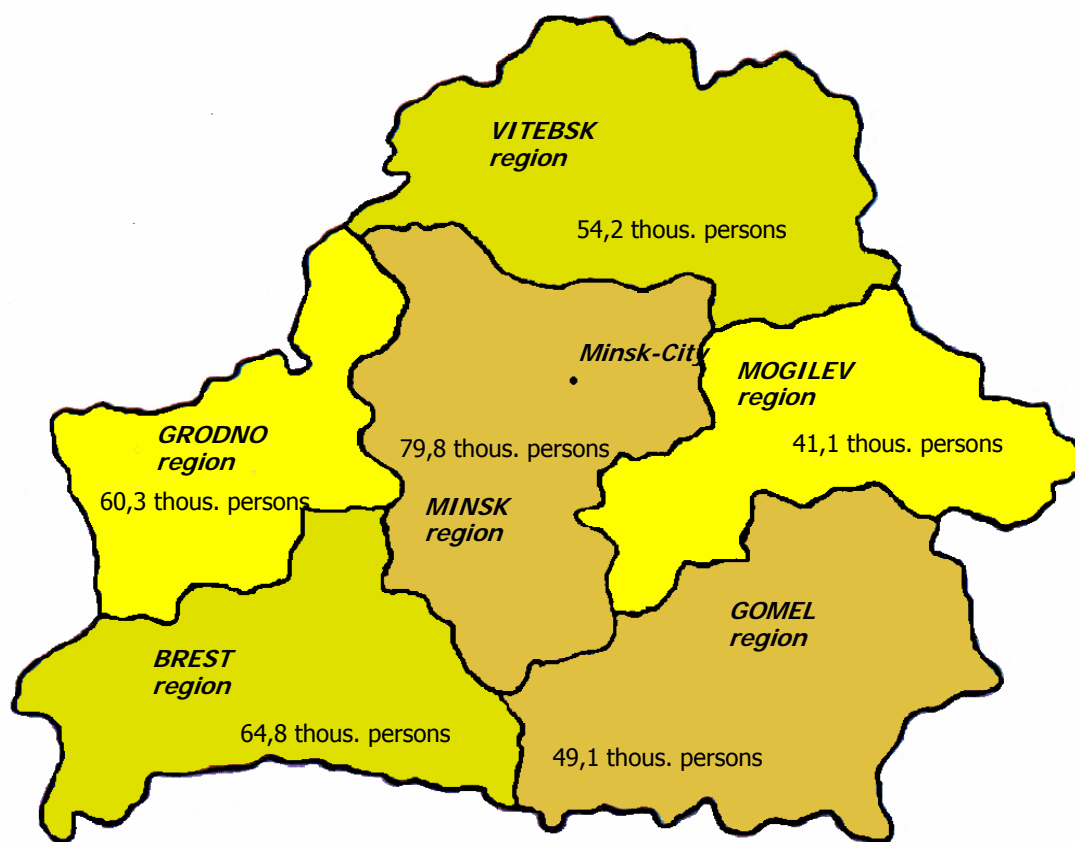 VITEBSK
region
54,2 thous. persons
Minsk-City
MOGILEV
region
41,1 thous. persons
GRODNO
region
60,3 thous. persons
79,8 thous. persons
MINSK
region
GOMEL
region
49,1 thous. persons
BREST
region
64,8 thous. persons